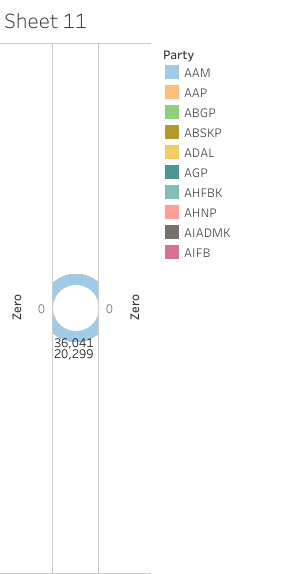 Sheet 11
Party
AAM
AAP
ABGP
ABSKP
ADAL
AGP
AHFBK
AHNP
AIADMK
AIFB
Zero
0
0
Zero
36,041
20,299